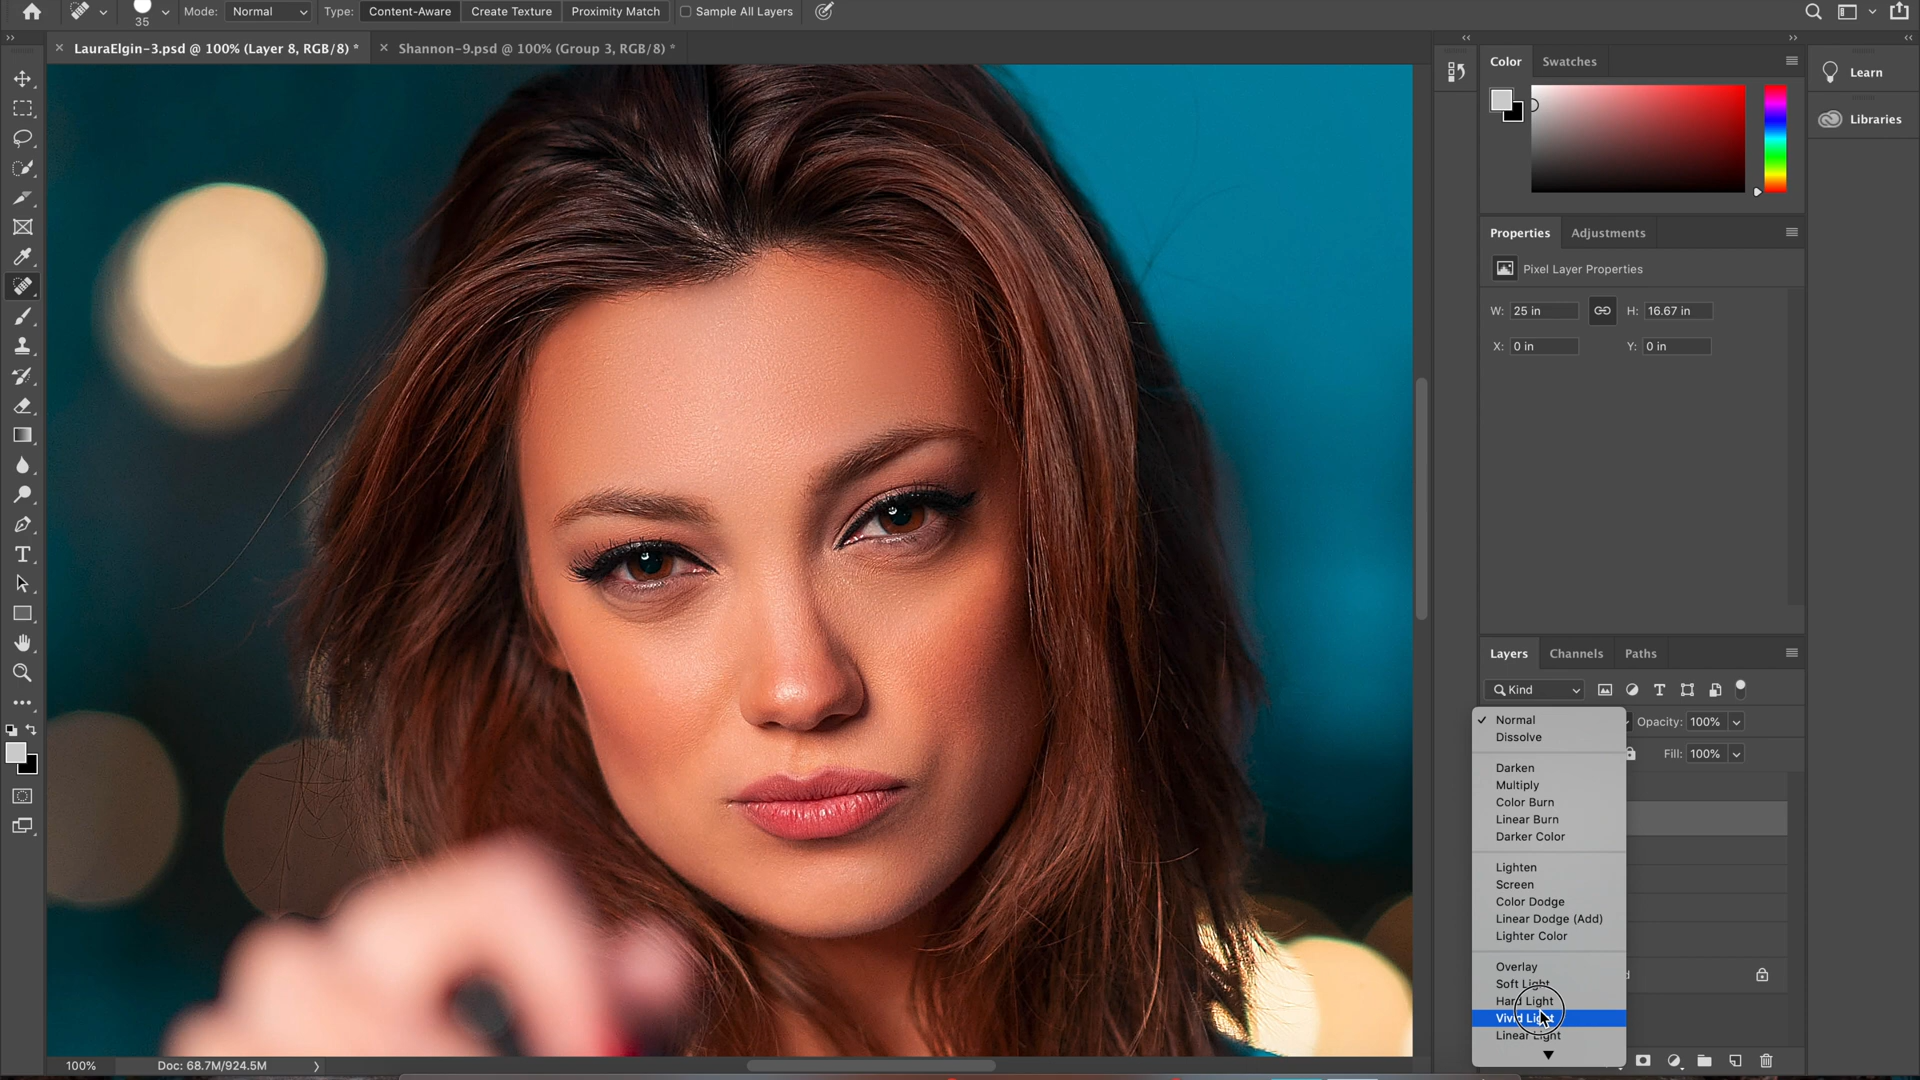 35
Mode: Normal
Type: Content-Aware Create Texture Proximity Match
Sample All Layers
LauraElgin-3.psd @ 100% (Layer 8, RGB/8) *
Shannon-9.psd @ 100% (Group 3, RGB/8) *
Color Swatches
Learn
Libraries
Properties Adjustments
Pixel Layer Properties
W: 25 in H: 16.67 in
X: 0 in Y: 0 in
Layers Channels Paths
Kind
Opacity: 100%
Fill: 100%
Normal
Dissolve
Darken
Multiply
Color Burn
Linear Burn
Darker Color
Lighten
Screen
Color Dodge
Linear Dodge (Add)
Lighter Color
Overlay
Soft Light
Hard Light
Vivid Light
Linear Light
100% Doc: 68.7M/924.5M